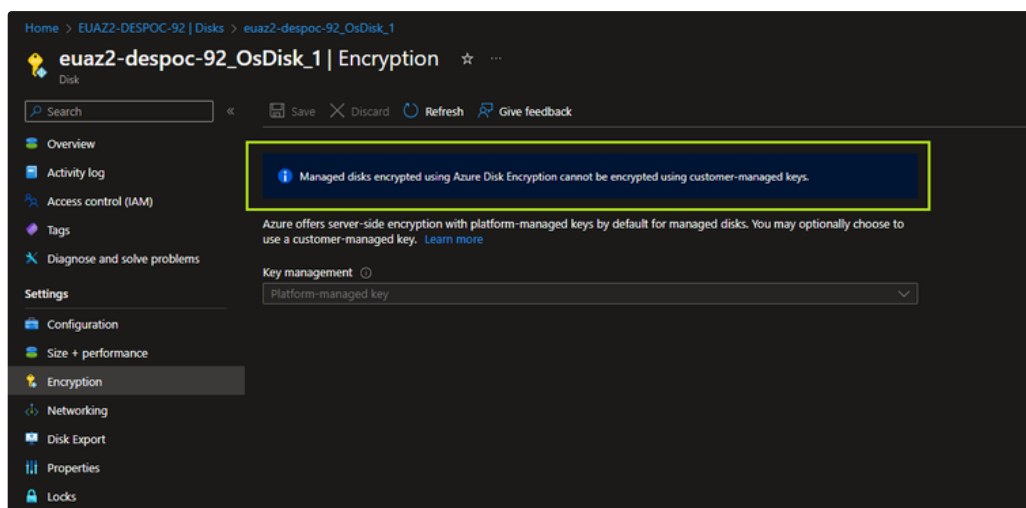 Home > EUAZ2-DESPOC-92 | Disks > euaz2-despoc-92_OsDisk_1
euaz2-despoc-92_OsDisk_1 | Encryption
Disk
Search
Save Discard Refresh Give feedback
Overview
Activity log
Access control (IAM)
Tags
Diagnose and solve problems
Settings
Configuration
Size + performance
Encryption
Networking
Disk Export
Properties
Locks
Managed disks encrypted using Azure Disk Encryption cannot be encrypted using customer-managed keys.
Azure offers server-side encryption with platform-managed keys by default for managed disks. You may optionally choose to
use a customer-managed key. Learn more
Key management
Platform-managed key